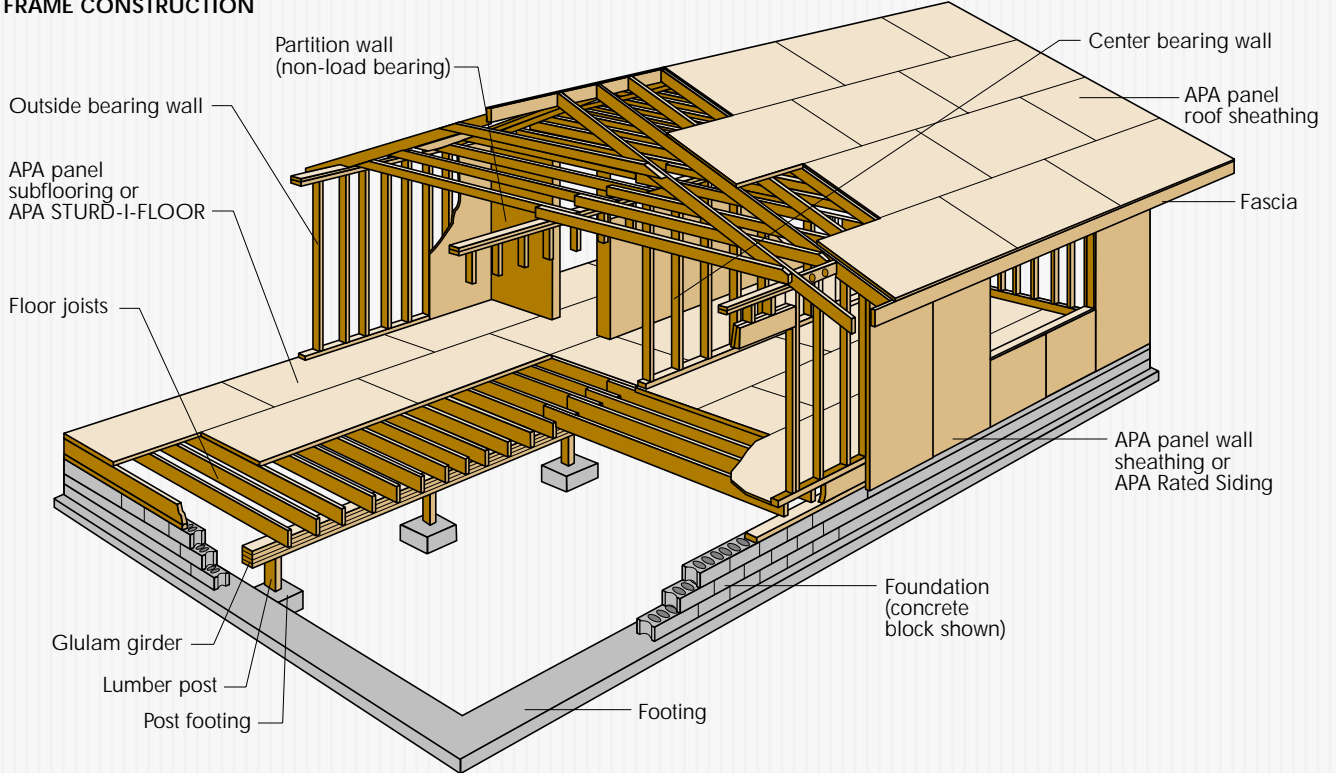 FRAME CONSTRUCTION
Partition wall
(non-load bearing)
Center bearing wall
Outside bearing wall
APA panel
roof sheathing
APA panel
subflooring or
APA STURD-I-FLOOR
Fascia
Floor joists
APA panel wall
sheathing or
APA Rated Siding
Foundation
(concrete
block shown)
Glulam girder
Lumber post
Post footing
Footing